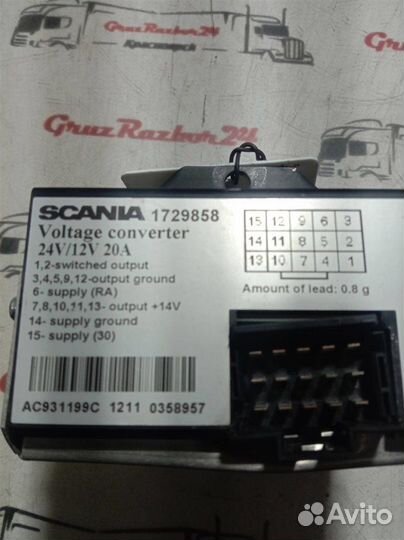 GruzRazbor24
Красноярск
GruzRazbor24
SCANIA 1729858
Voltage converter
24V/12V 20A
1,2-switched output
3,4,5,9,12-output ground
6- supply (RA)
7,8,10,11,13- output +14V
14- supply ground
15- supply (30)
15 12 9 6 3
14 11 8 5 2
13 10 7 4 1
Amount of lead: 0.8 g
AC931199C 1211 0358957
Avito